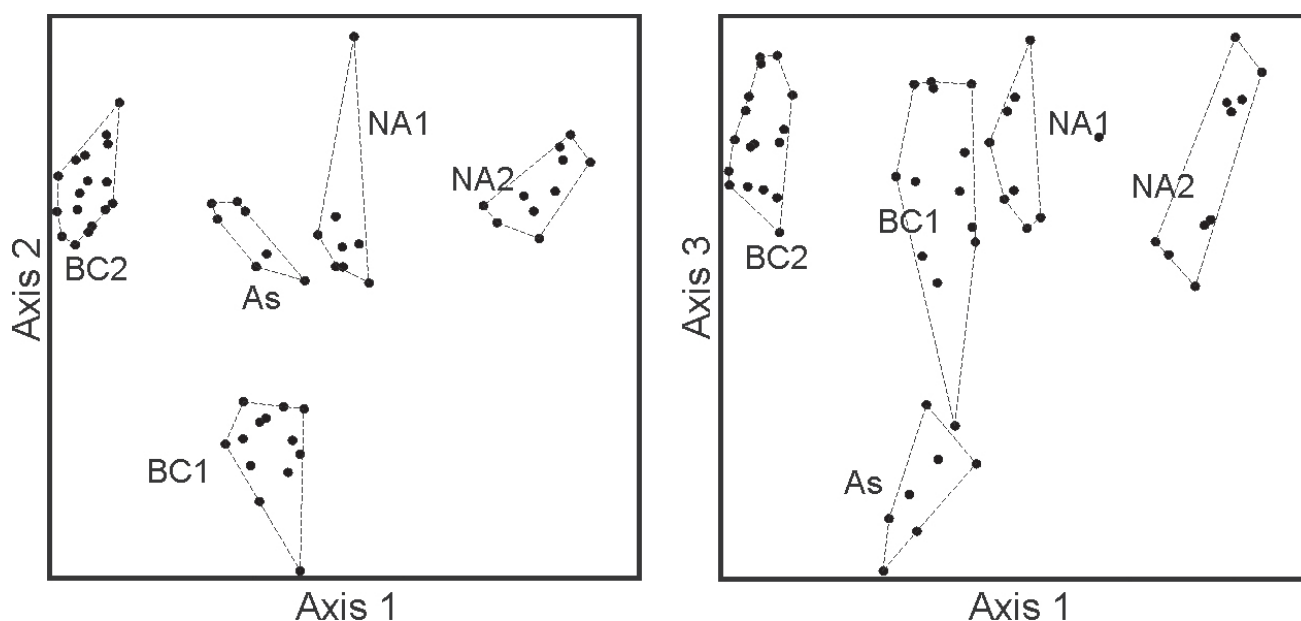 NA1
NA2
BC2
As
BC1
Axis 2
Axis 1
NA1
NA2
BC1
BC2
As
Axis 3
Axis 1